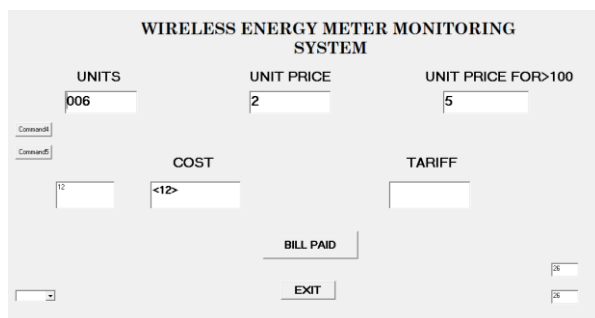 WIRELESS ENERGY METER MONITORING
SYSTEM
UNITS UNIT PRICE UNIT PRICE FOR>100
006 2 5
Command4
Command5
COST TARIFF
12 <12>
BILL PAID
26
EXIT
26